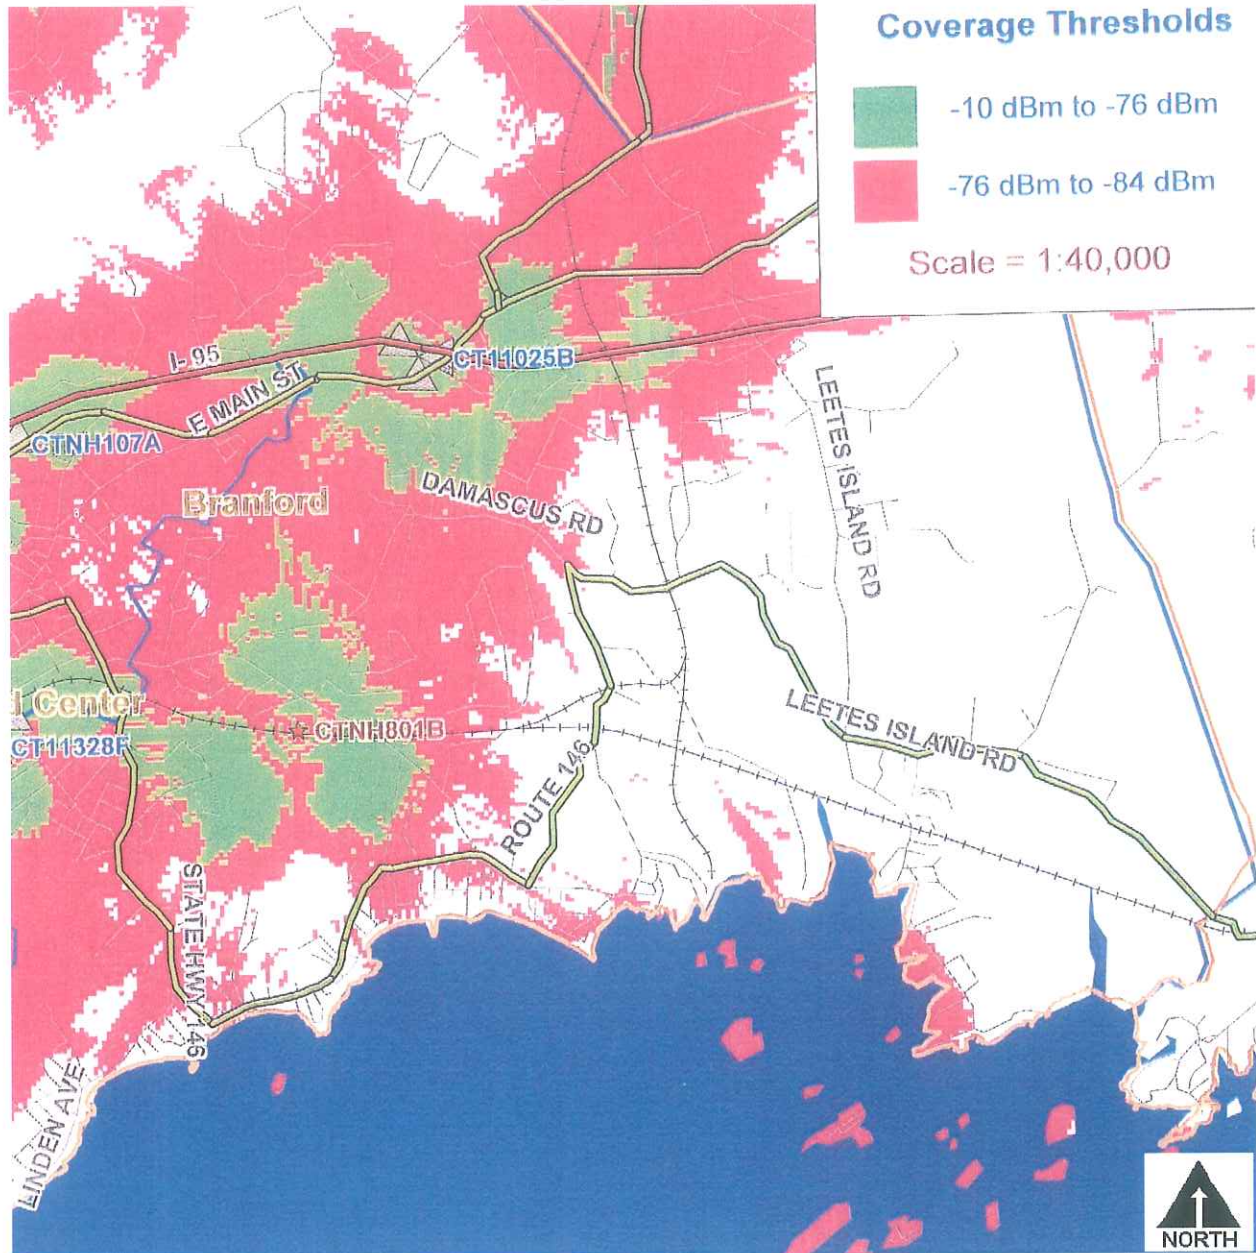 Coverage Thresholds
-10 dBm to -76 dBm
-76 dBm to -84 dBm
Scale = 1:40,000
I-95
E MAIN ST
CT11025B
CTNH107A
Branford
DAMASCUS RD
LEETES ISLAND RD
d Center
CT11328F
CTNH801B
LEETES ISLAND RD
ROUTE 146
STATE HWY 146
LINDEN AVE
NORTH